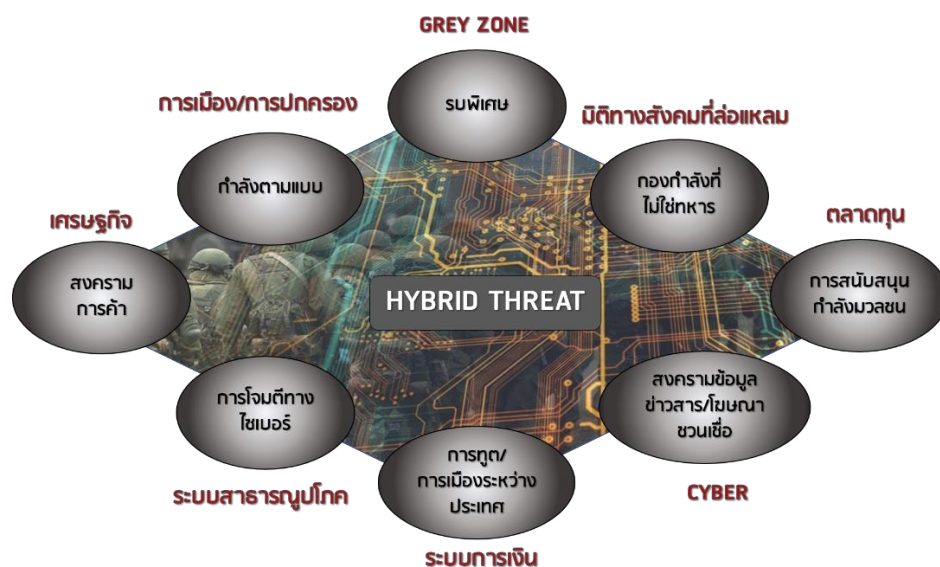 GREY ZONE
รบพิเศษ
การเมือง/การปกครอง
มิติทางสังคมที่ล่อแหลม
กำลังตามแบบ
กองกำลังที่
ไม่ใช่ทหาร
เศรษฐกิจ
ตลาดทุน
สงคราม
การค้า
HYBRID THREAT
การสนับสนุน
กำลังมวลชน
การโจมตีทาง
ไซเบอร์
สงครามข้อมูล
ข่าวสาร/โฆษณา
ชวนเชื่อ
การทูต/
การเมืองระหว่าง
ประเทศ
ระบบสาธารณูปโภค
CYBER
ระบบการเงิน